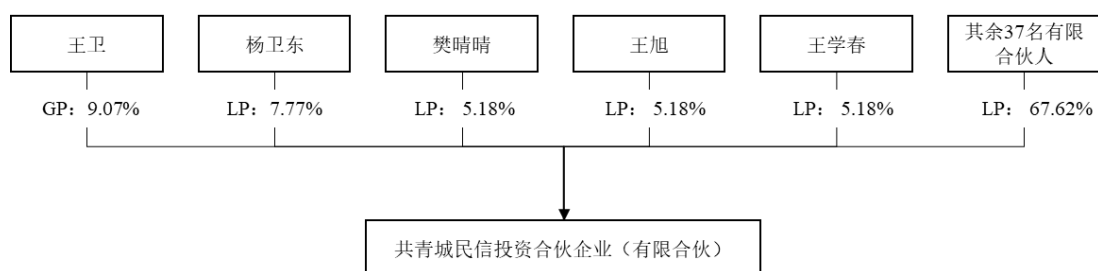 王卫
杨卫东
樊晴晴
王旭
王学春
其余37名有限
合伙人
GP：9.07%
LP：7.77%
LP： 5.18%
LP： 5.18%
LP： 5.18%
LP： 67.62%
共青城民信投资合伙企业（有限合伙）